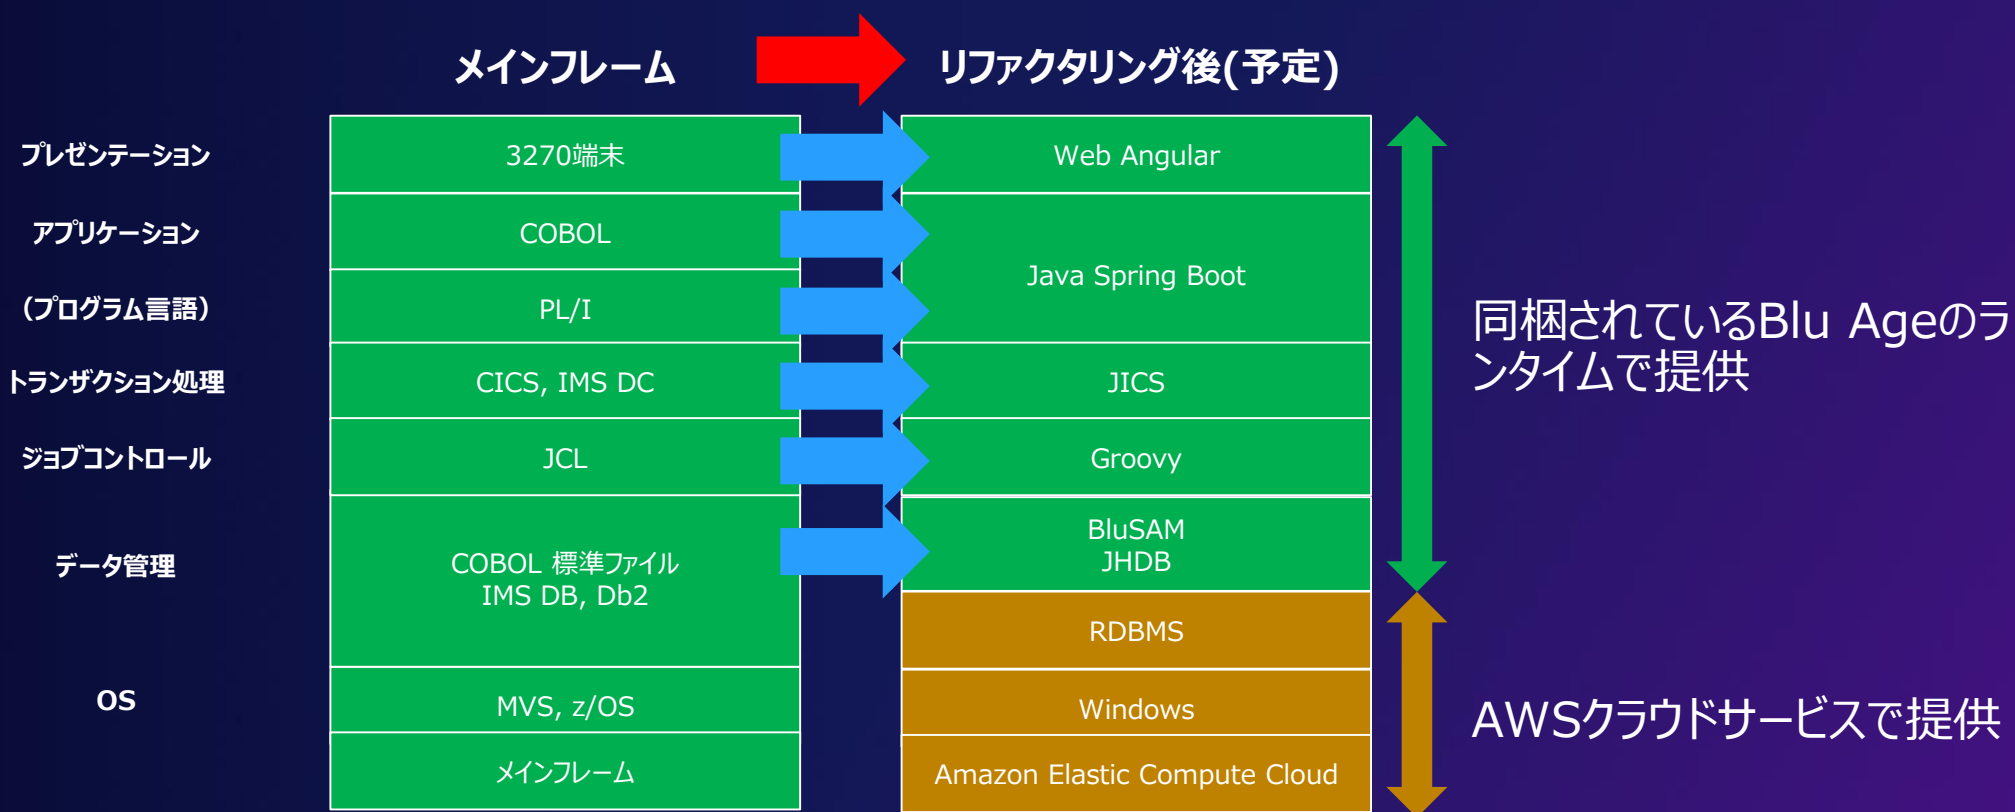 メインフレーム
リファクタリング後(予定)
プレゼンテーション
3270端末
Web Angular
アプリケーション
COBOL
Java Spring Boot
(プログラム言語)
PL/I
トランザクション処理
CICS, IMS DC
JICS
ジョブコントロール
JCL
Groovy
データ管理
COBOL 標準ファイル
IMS DB, Db2
BluSAM
JHDB
RDBMS
OS
MVS, z/OS
Windows
メインフレーム
Amazon Elastic Compute Cloud
同梱されているBlu Ageのラ
ンタイムで提供
AWSクラウドサービスで提供